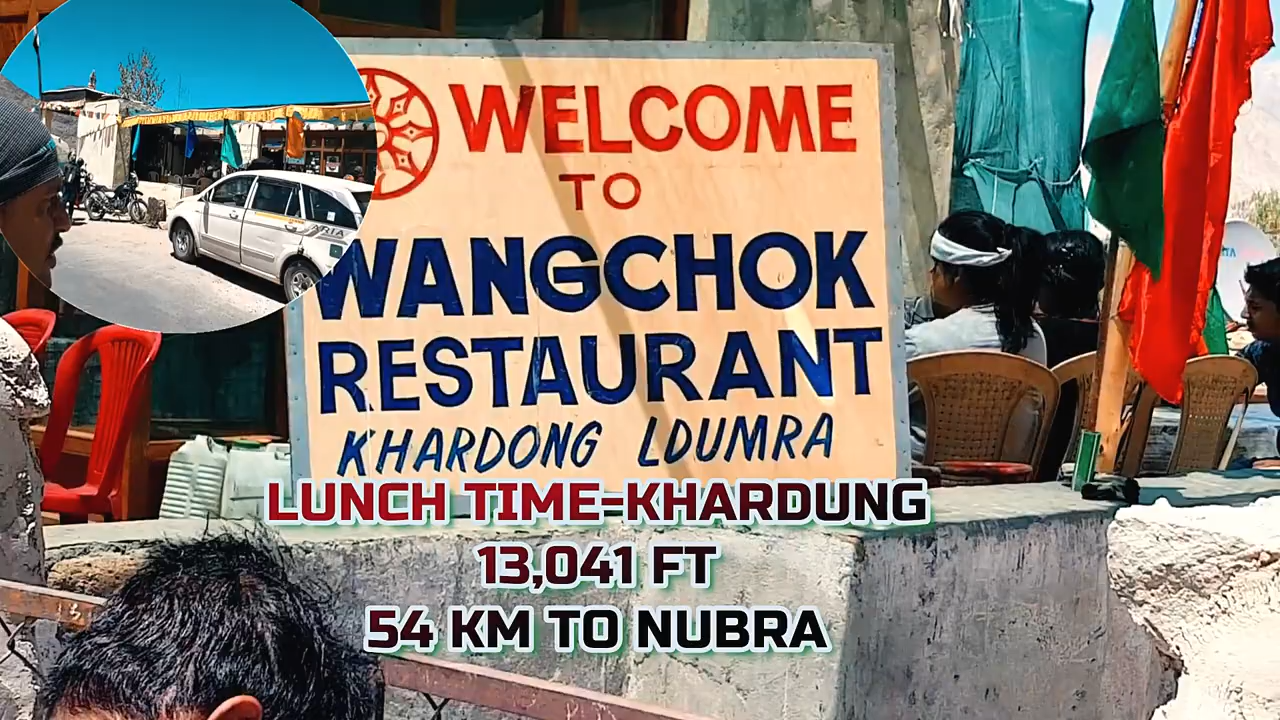 WELCOME
TO
WANGCHOK
RESTAURANT
KHARDONG LDUMRA
LUNCH TIME-KHARDUNG
13,041 FT
54 KM TO NUBRA